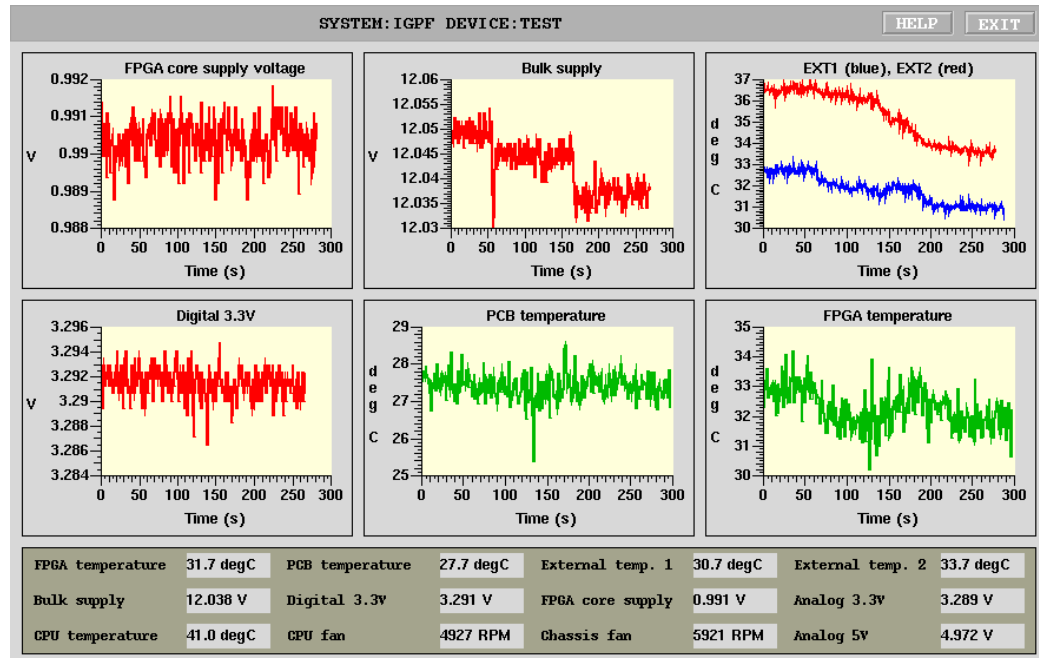 SYSTEM:IGPF DEVICE:TEST
HELP
EXIT
FPGA core supply voltage
0.992
0.991
0.99
0.989
0.988
V
0 50 100 150 200 250 300
Time (s)
Bulk supply
12.06
12.055
12.05
12.045
12.04
12.035
12.03
V
0 50 100 150 200 250 300
Time (s)
EXT1 (blue), EXT2 (red)
37
36
35
34
33
32
31
30
deg C
0 50 100 150 200 250 300
Time (s)
Digital 3.3V
3.296
3.294
3.292
3.29
3.288
3.286
3.284
V
0 50 100 150 200 250 300
Time (s)
PCB temperature
29
28
27
26
25
deg C
0 50 100 150 200 250 300
Time (s)
FPGA temperature
35
34
33
32
31
30
deg C
0 50 100 150 200 250 300
Time (s)
FPGA temperature 31.7 degC PCB temperature 27.7 degC External temp. 1 30.7 degC External temp. 2 33.7 degC
Bulk supply 12.038 V Digital 3.3V 3.291 V FPGA core supply 0.991 V Analog 3.3V 3.289 V
CPU temperature 41.0 degC CPU fan 4927 RPM Chassis fan 5921 RPM Analog 5V 4.972 V